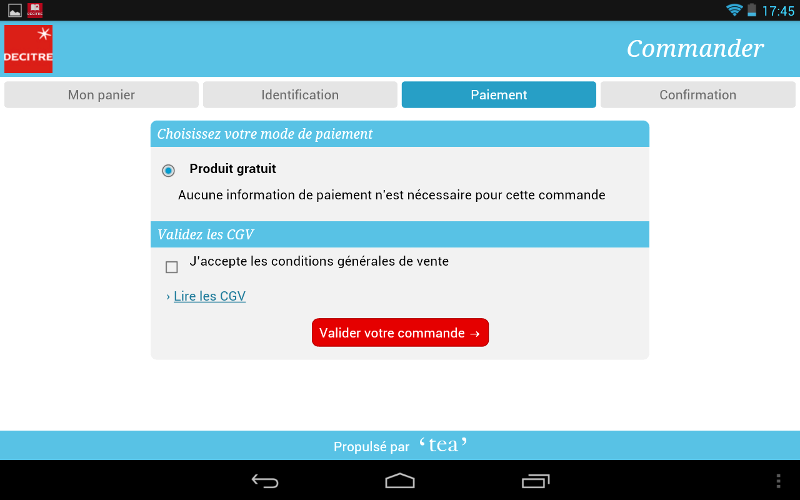 17:45
DECITRE
Commander
Mon panier
Identification
Paiement
Confirmation
Choisissez votre mode de paiement
Produit gratuit
Aucune information de paiement n'est nécessaire pour cette commande
Validez les CGV
J'accepte les conditions générales de vente
› Lire les CGV
Valider votre commande →
Propulsé par ‘tea’